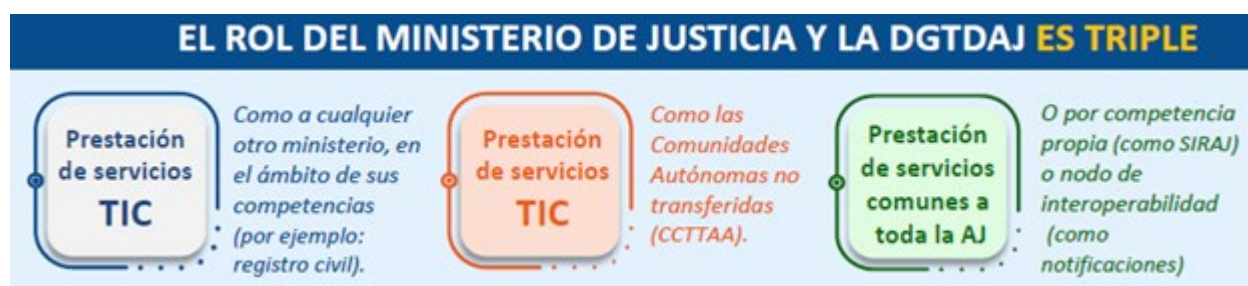 EL ROL DEL MINISTERIO DE JUSTICIA Y LA DGTDAJ ES TRIPLE
Prestación
de servicios
TIC
Como a cualquier
otro ministerio, en
el ámbito de sus
competencias
(por ejemplo:
registro civil).
Prestación
de servicios
TIC
Como las
Comunidades
Autónomas no
transferidas
(CCTTAA).
Prestación
de servicios
comunes a
toda la AJ
O por competencia
propia (como SIRAJ)
o nodo de
interoperabilidad
(como
notificaciones)